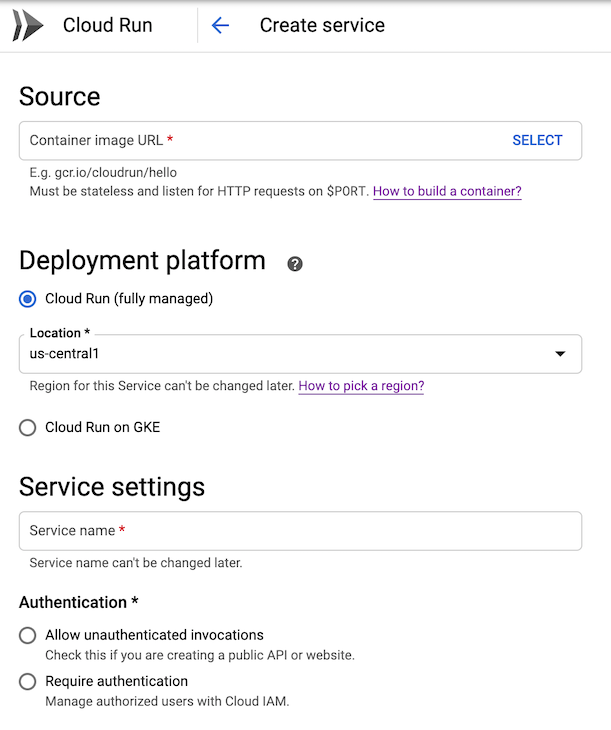 Cloud Run
Create service
Source
Container image URL *
SELECT
E.g. gcr.io/cloudrun/hello
Must be stateless and listen for HTTP requests on $PORT. How to build a container?
Deployment platform
?
Cloud Run (fully managed)
Location *
us-central1
Region for this Service can't be changed later. How to pick a region?
Cloud Run on GKE
Service settings
Service name *
Service name can't be changed later.
Authentication *
Allow unauthenticated invocations
Check this if you are creating a public API or website.
Require authentication
Manage authorized users with Cloud IAM.